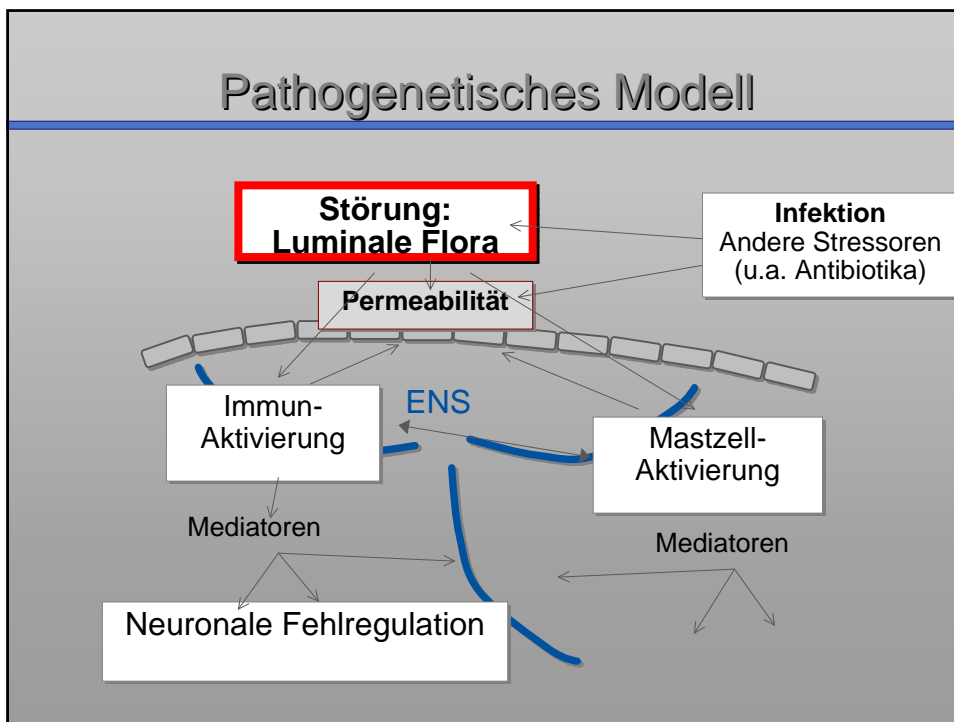 Pathogenetisches Modell
Störung:
Luminale Flora
Infektion
Andere Stressoren
(u.a. Antibiotika)
Permeabilität
Immun-
Aktivierung
ENS
Mastzell-
Aktivierung
Mediatoren
Mediatoren
Neuronale Fehlregulation